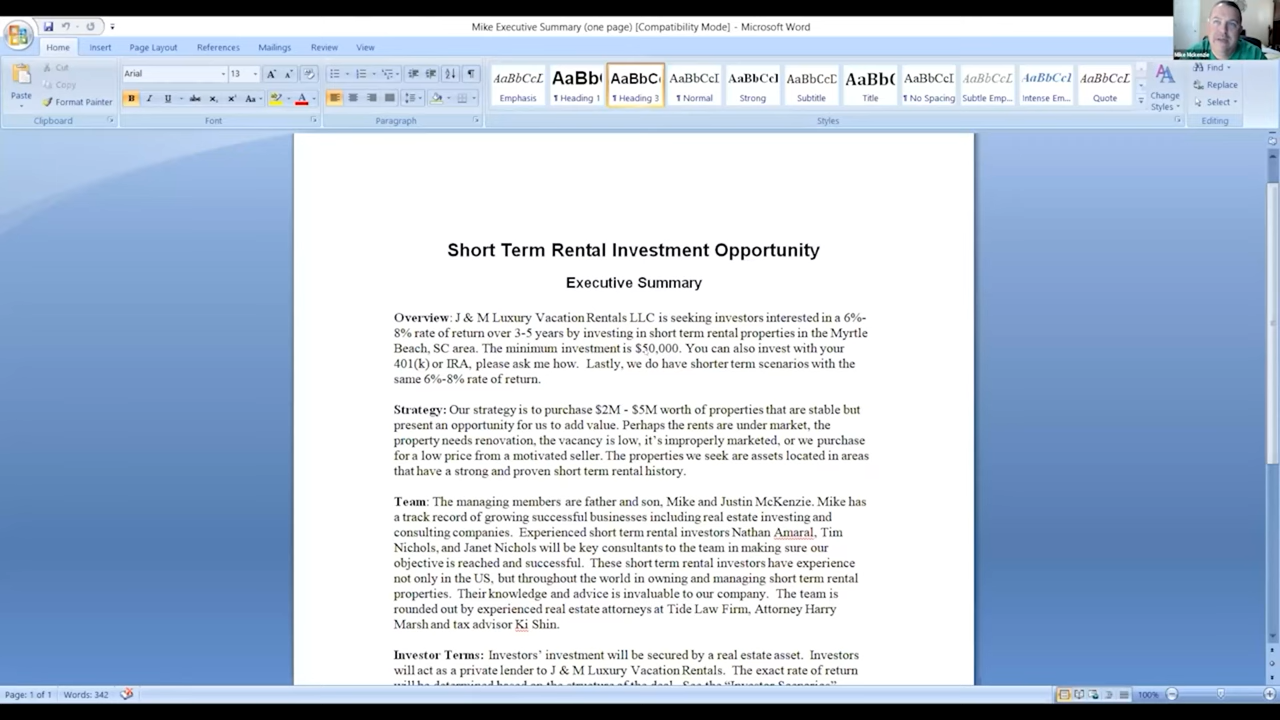 Mike Executive Summary (one page) [Compatibility Mode] - Microsoft Word
Mike Mckenzie
Home Insert Page Layout References Mailings Review View
Paste
Cut
Copy
Format Painter
Clipboard
Arial 13
Font
Paragraph
AaBbCcL AaBb( AaBbC AaBbCcI AaBbCcL AaBbCcD AaBb( AaBbCcI AaBbCcL AaBbCcl AaBbCcL
Emphasis ¶ Heading 1 ¶ Heading 3 ¶ Normal Strong Subtitle Title ¶ No Spacing Subtle Emp... Intense Em... Quote
Styles
Change Styles
Find
Replace
Select
Editing
Short Term Rental Investment Opportunity
Executive Summary
Overview: J & M Luxury Vacation Rentals LLC is seeking investors interested in a 6%-
8% rate of return over 3-5 years by investing in short term rental properties in the Myrtle
Beach, SC area. The minimum investment is $50,000. You can also invest with your
401(k) or IRA, please ask me how. Lastly, we do have shorter term scenarios with the
same 6%-8% rate of return.
Strategy: Our strategy is to purchase $2M - $5M worth of properties that are stable but
present an opportunity for us to add value. Perhaps the rents are under market, the
property needs renovation, the vacancy is low, it's improperly marketed, or we purchase
for a low price from a motivated seller. The properties we seek are assets located in areas
that have a strong and proven short term rental history.
Team: The managing members are father and son, Mike and Justin McKenzie. Mike has
a track record of growing successful businesses including real estate investing and
consulting companies. Experienced short term rental investors Nathan Amaral, Tim
Nichols, and Janet Nichols will be key consultants to the team in making sure our
objective is reached and successful. These short term rental investors have experience
not only in the US, but throughout the world in owning and managing short term rental
properties. Their knowledge and advice is invaluable to our company. The team is
rounded out by experienced real estate attorneys at Tide Law Firm, Attorney Harry
Marsh and tax advisor Ki Shin.
Investor Terms: Investors' investment will be secured by a real estate asset. Investors
will act as a private lender to J & M Luxury Vacation Rentals. The exact rate of return
will be determined based on the structure of the deal. See the "Investor Scenarios"
Page: 1 of 1 Words: 342 100%